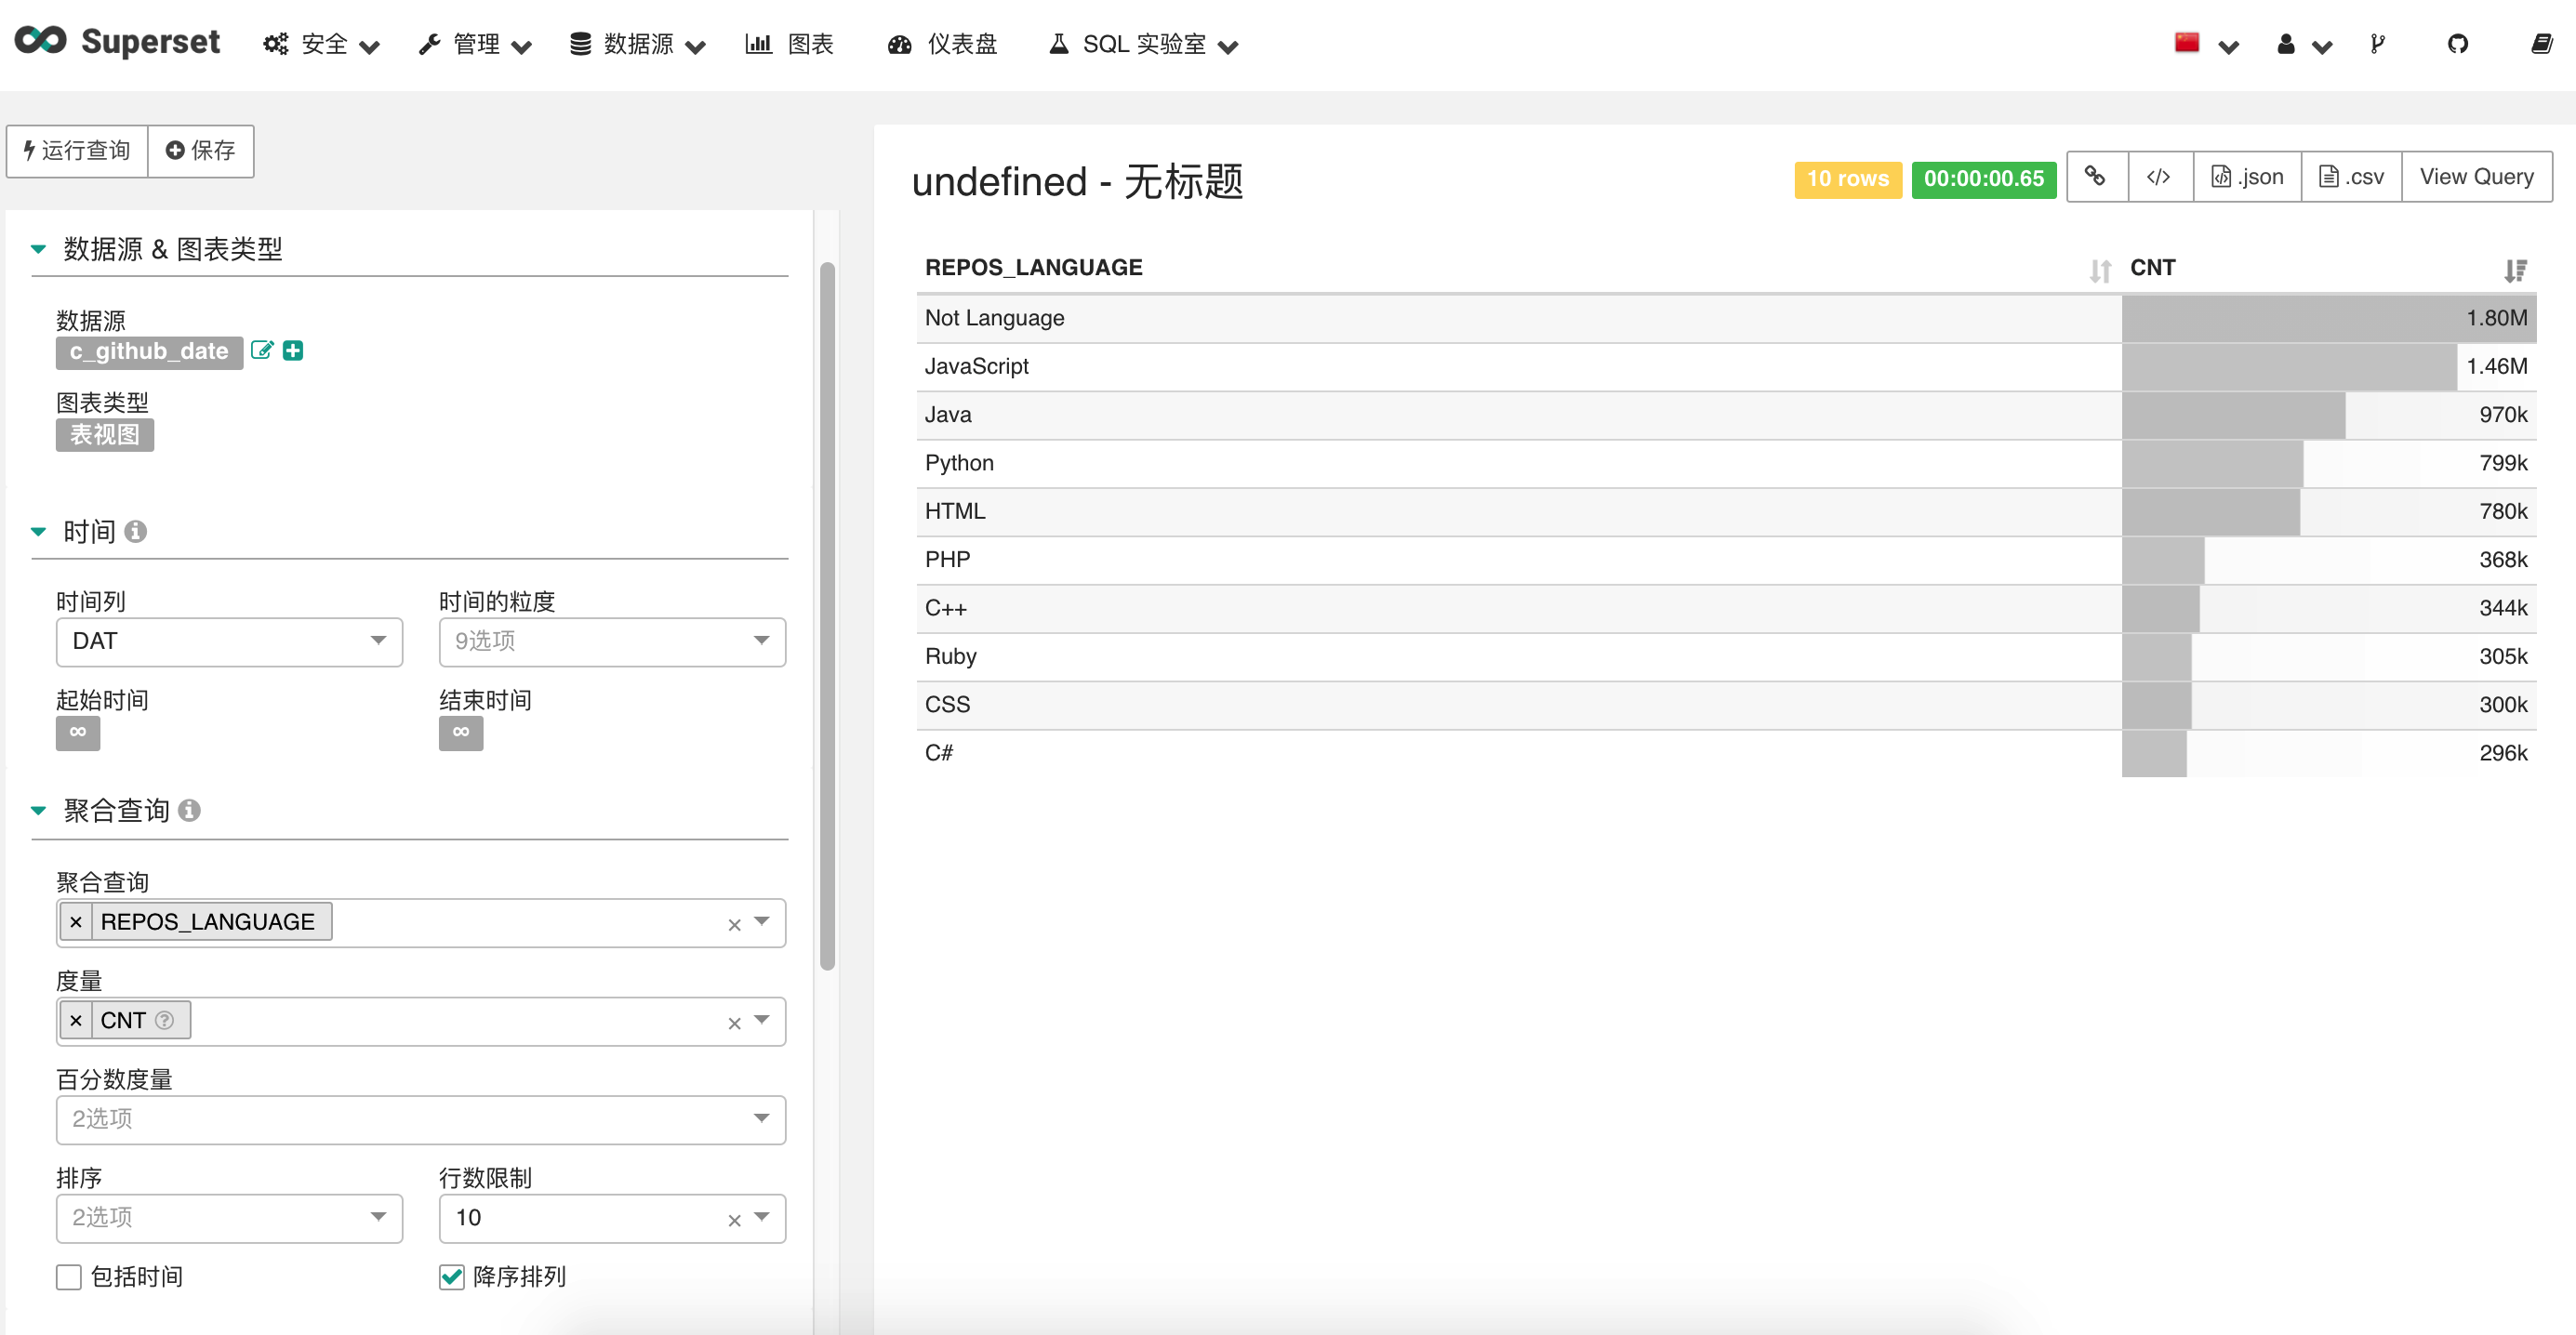 Superset 安全 管理 数据源 图表 仪表盘 SQL 实验室
运行查询 保存
数据源 & 图表类型
数据源
c_github_date
图表类型
表视图
时间
时间列 时间的粒度
DAT 9选项
起始时间 结束时间
∞ ∞
聚合查询
聚合查询
× REPOS_LANGUAGE ×
度量
× CNT ? ×
百分数度量
2选项
排序 行数限制
2选项 10 ×
包括时间 降序排列
undefined - 无标题 10 rows 00:00:00.65 </> .json .csv View Query
REPOS_LANGUAGE CNT
Not Language 1.80M
JavaScript 1.46M
Java 970k
Python 799k
HTML 780k
PHP 368k
C++ 344k
Ruby 305k
CSS 300k
C# 296k